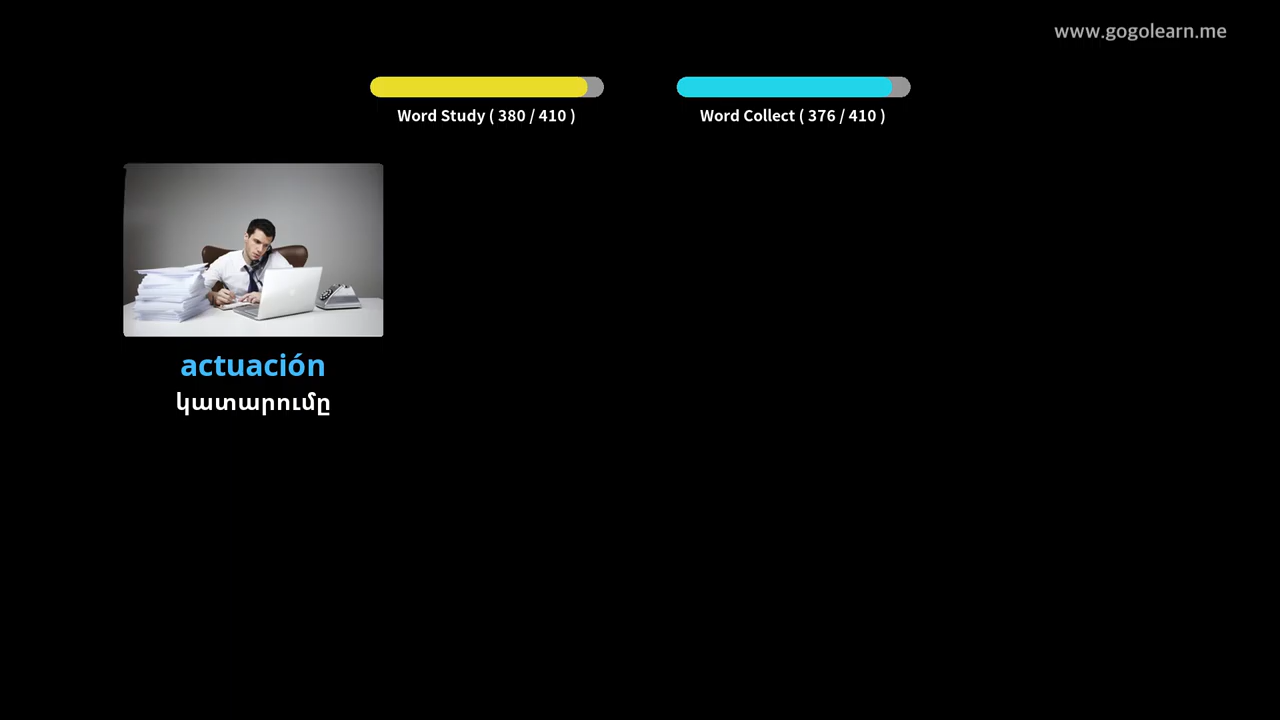 www.gogolearn.me
Word Study ( 380 / 410 )
Word Collect ( 376 / 410 )
actuación
կատարումը